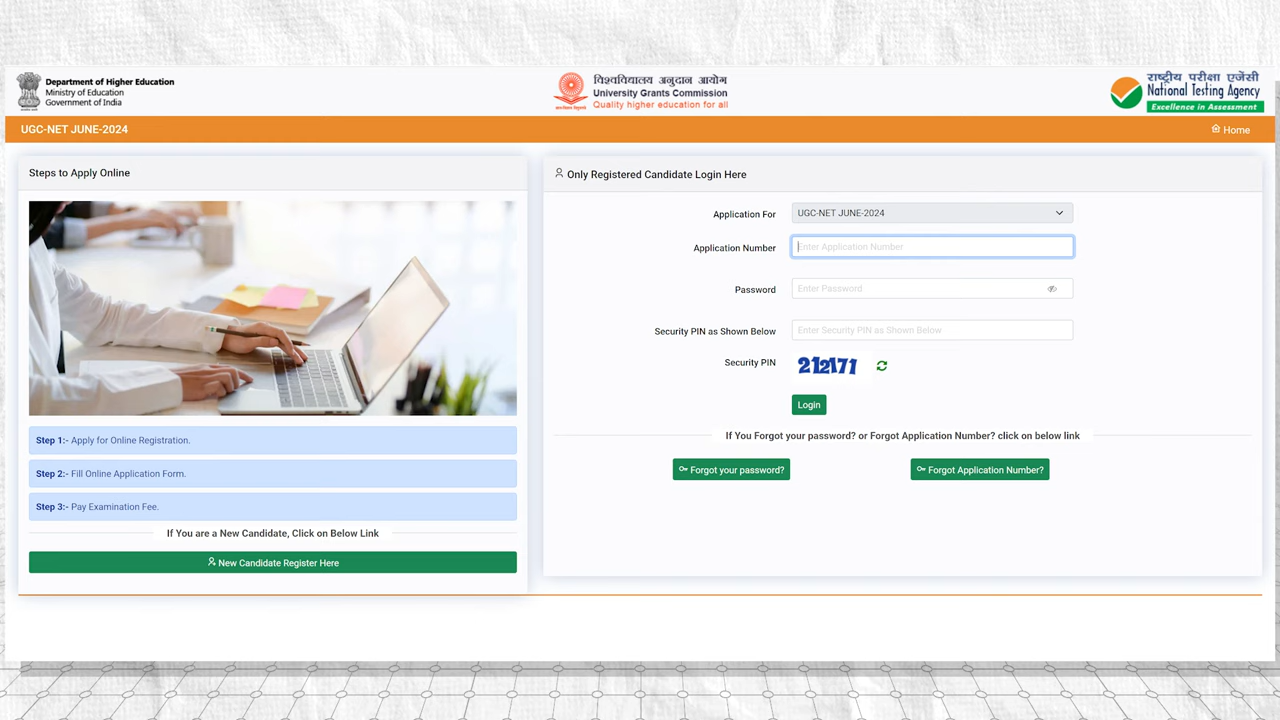 Department of Higher Education
Ministry of Education
Government of India
विश्वविद्यालय अनुदान आयोग
University Grants Commission
Quality higher education for all
राष्ट्रीय परीक्षा एजेंसी
National Testing Agency
Excellence in Assessment
UGC-NET JUNE-2024
Home
Steps to Apply Online
Step 1:- Apply for Online Registration.
Step 2:- Fill Online Application Form.
Step 3:- Pay Examination Fee.
If You are a New Candidate, Click on Below Link
New Candidate Register Here
Only Registered Candidate Login Here
Application For UGC-NET JUNE-2024
Application Number Enter Application Number
Password Enter Password
Security PIN as Shown Below Enter Security PIN as Shown Below
Security PIN 212171
Login
If You Forgot your password? or Forgot Application Number? click on below link
Forgot your password? Forgot Application Number?